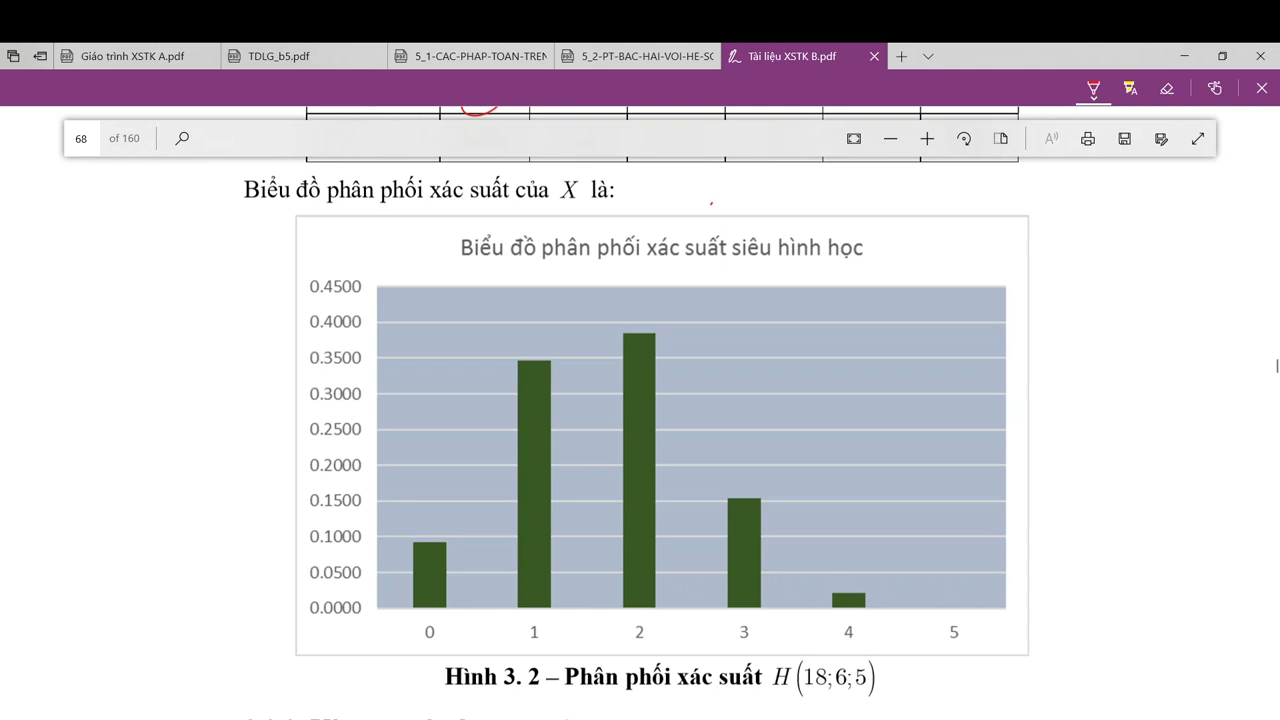 Giáo trình XSTK A.pdf
TDLG_b5.pdf
5_1-CAC-PHAP-TOAN-TREN
5_2-PT-BAC-HAI-VOI-HE-SC
Tài liệu XSTK B.pdf
68 of 160
Biểu đồ phân phối xác suất của X là:
Biểu đồ phân phối xác suất siêu hình học
0.4500
0.4000
0.3500
0.3000
0.2500
0.2000
0.1500
0.1000
0.0500
0.0000
0 1 2 3 4 5
Hình 3. 2 – Phân phối xác suất H(18;6;5)